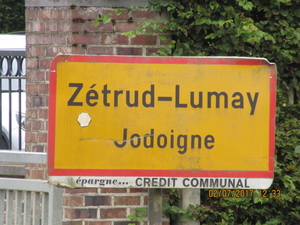 Zétrud-Lumay
Jodoigne
épargne... CREDIT COMMUNAL
02/07/2017 12:33